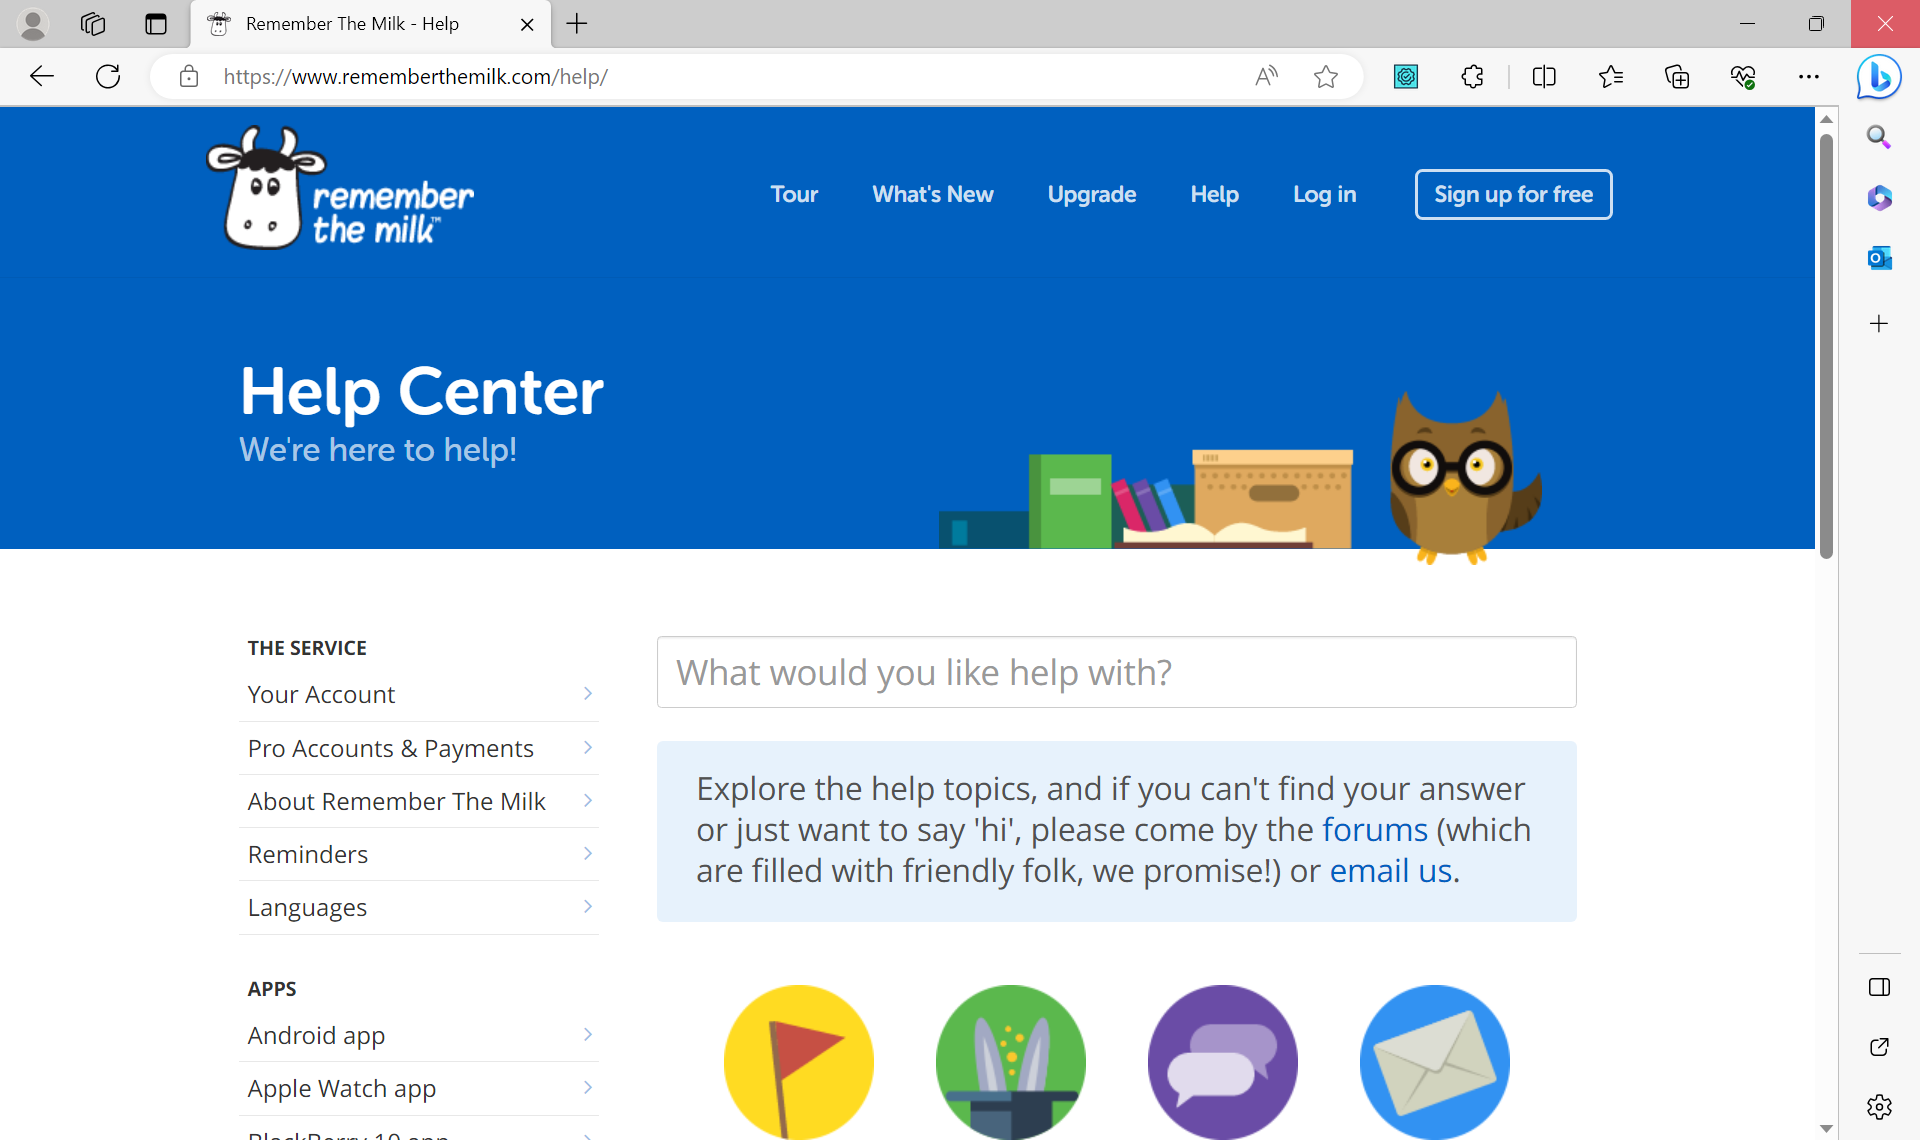 Remember The Milk - Help
https://www.rememberthemilk.com/help/
remember
the milk™
Tour
What's New
Upgrade
Help
Log in
Sign up for free
Help Center
We're here to help!
THE SERVICE
Your Account
Pro Accounts & Payments
About Remember The Milk
Reminders
Languages
APPS
Android app
Apple Watch app
BlackBerry 10 app
What would you like help with?
Explore the help topics, and if you can't find your answer
or just want to say 'hi', please come by the forums (which
are filled with friendly folk, we promise!) or email us.